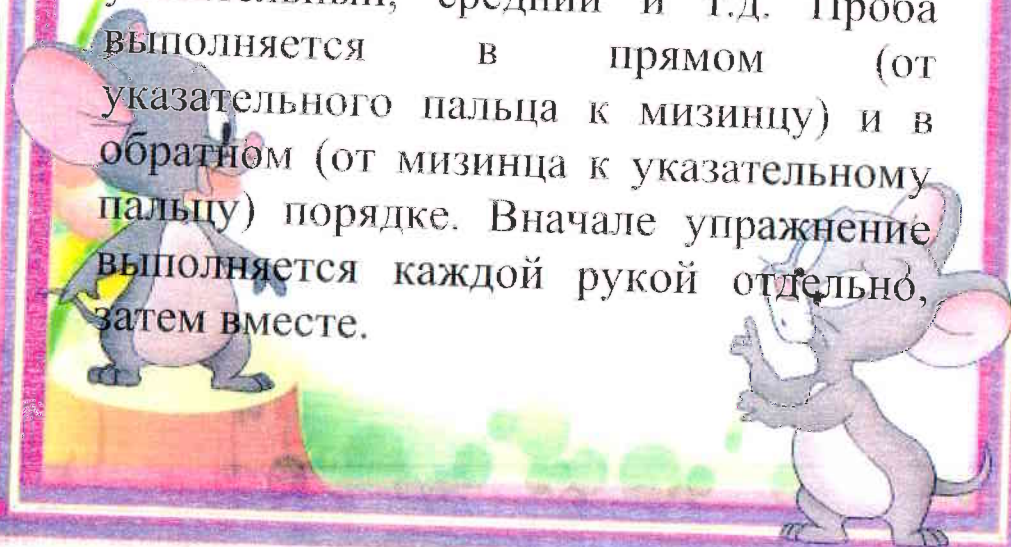 средний и т.д. Проба
выполняется в прямом (от
указательного пальца к мизинцу) и в
обратном (от мизинца к указательному
пальцу) порядке. Вначале упражнение
выполняется каждой рукой отдельно,
затем вместе.